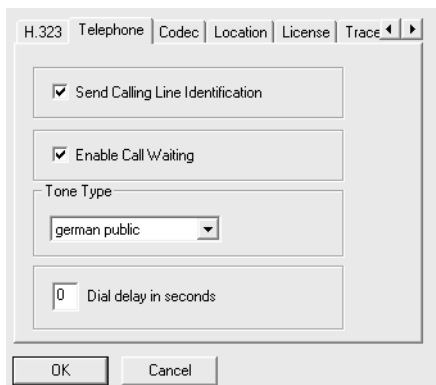 H.323 Telephone Codec Location License Trace
Send Calling Line Identification
Enable Call Waiting
Tone Type
german public
0 Dial delay in seconds
OK Cancel